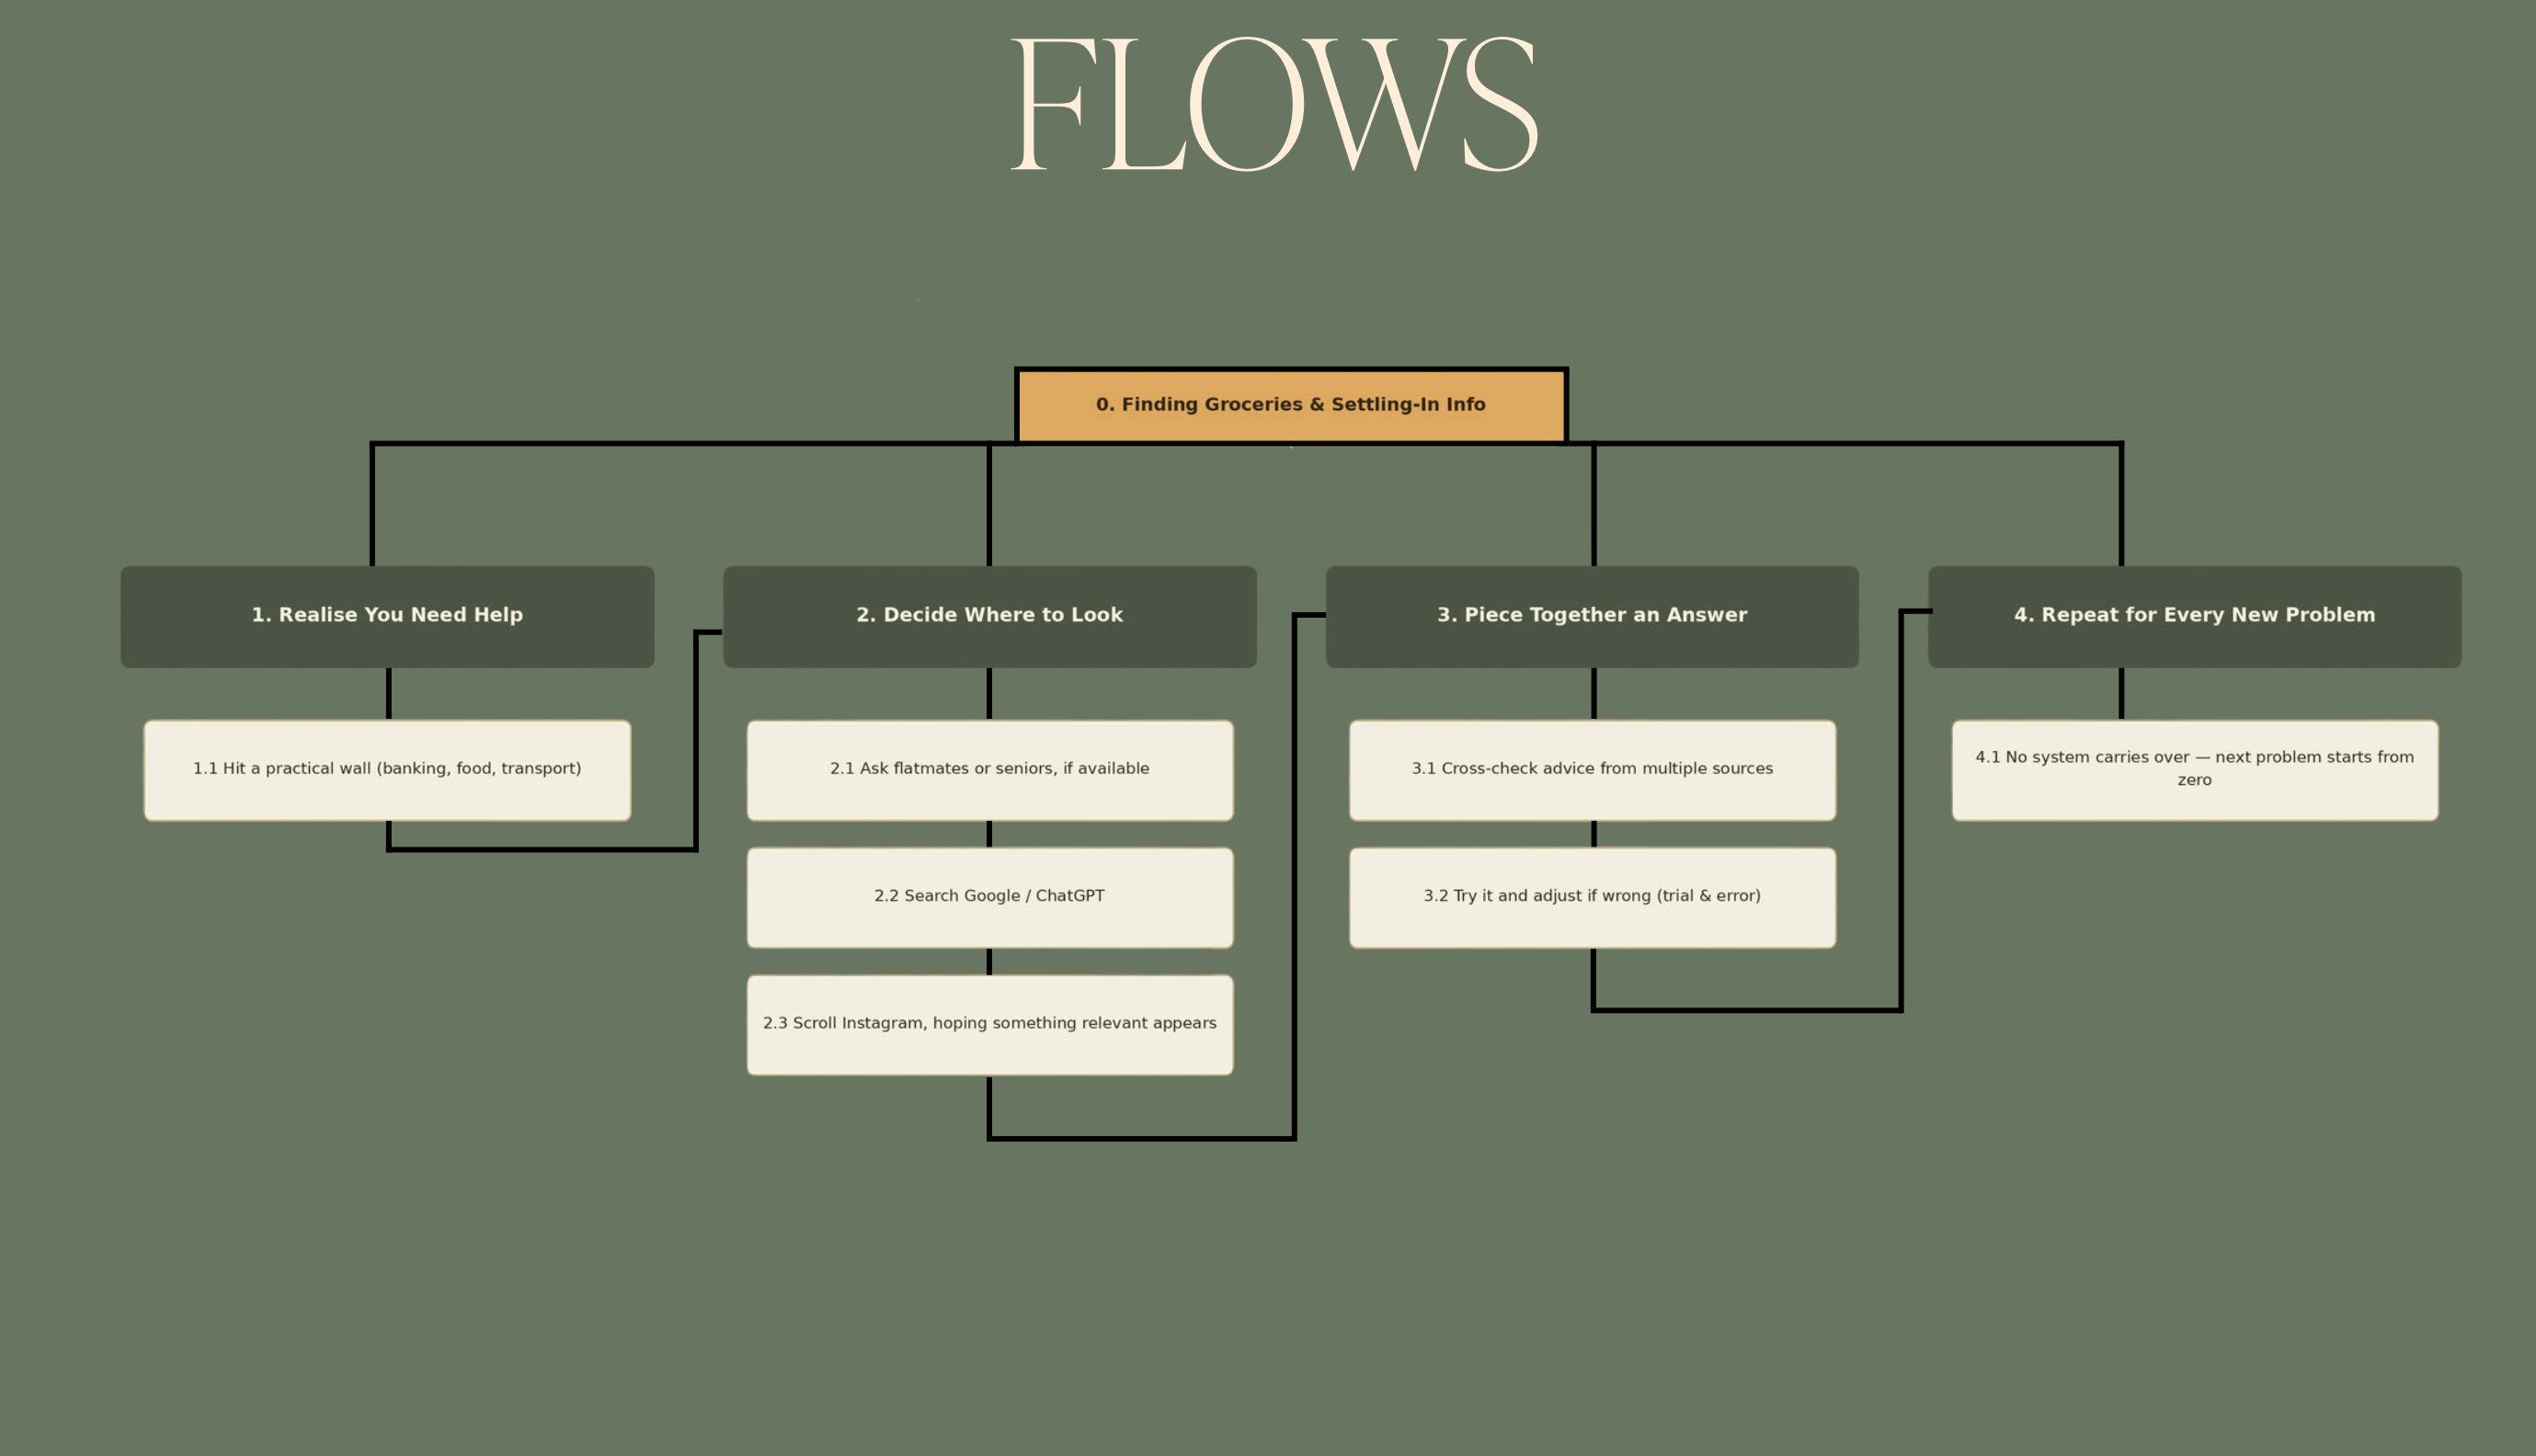 FLOWS
0. Finding Groceries & Settling-In Info
1. Realise You Need Help
2. Decide Where to Look
3. Piece Together an Answer
4. Repeat for Every New Problem
1.1 Hit a practical wall (banking, food, transport)
2.1 Ask flatmates or seniors, if available
3.1 Cross-check advice from multiple sources
4.1 No system carries over — next problem starts from
zero
2.2 Search Google / ChatGPT
3.2 Try it and adjust if wrong (trial & error)
2.3 Scroll Instagram, hoping something relevant appears